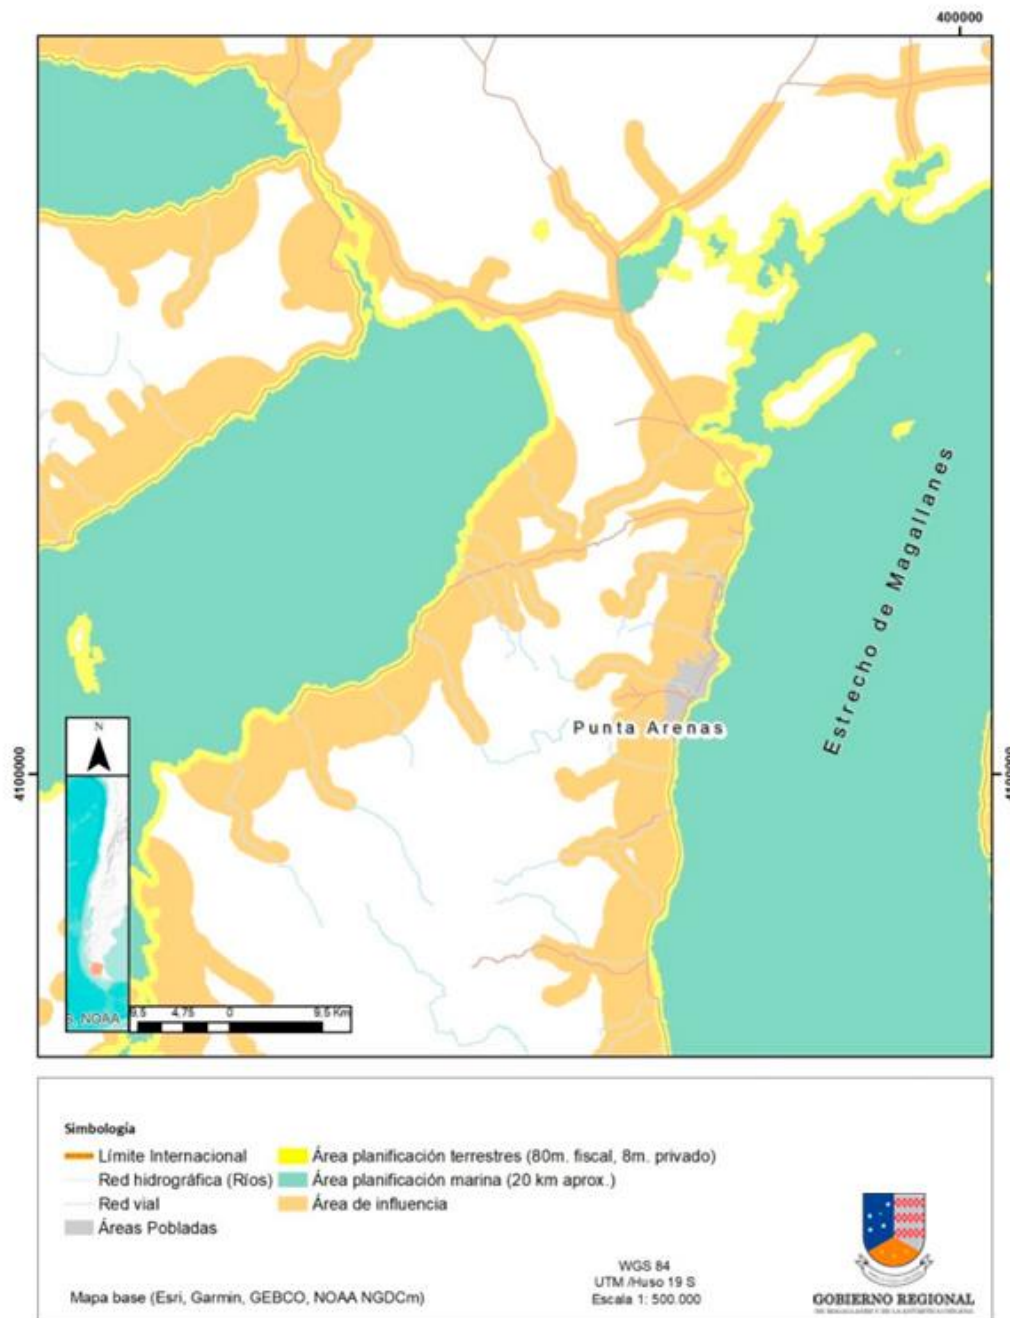 400000
Estrecho de Magallanes
Punta Arenas
4100000
N
S, NOAA
9,5 4,75 0 9,5 Km
Simbología
Límite Internacional
Red hidrográfica (Ríos)
Red vial
Áreas Pobladas
Área planificación terrestres (80m. fiscal, 8m. privado)
Área planificación marina (20 km aprox.)
Área de influencia
WGS 84
UTM /Huso 19 S
Escala 1: 500.000
Mapa base (Esri, Garmin, GEBCO, NOAA NGDCm)
GOBIERNO REGIONAL